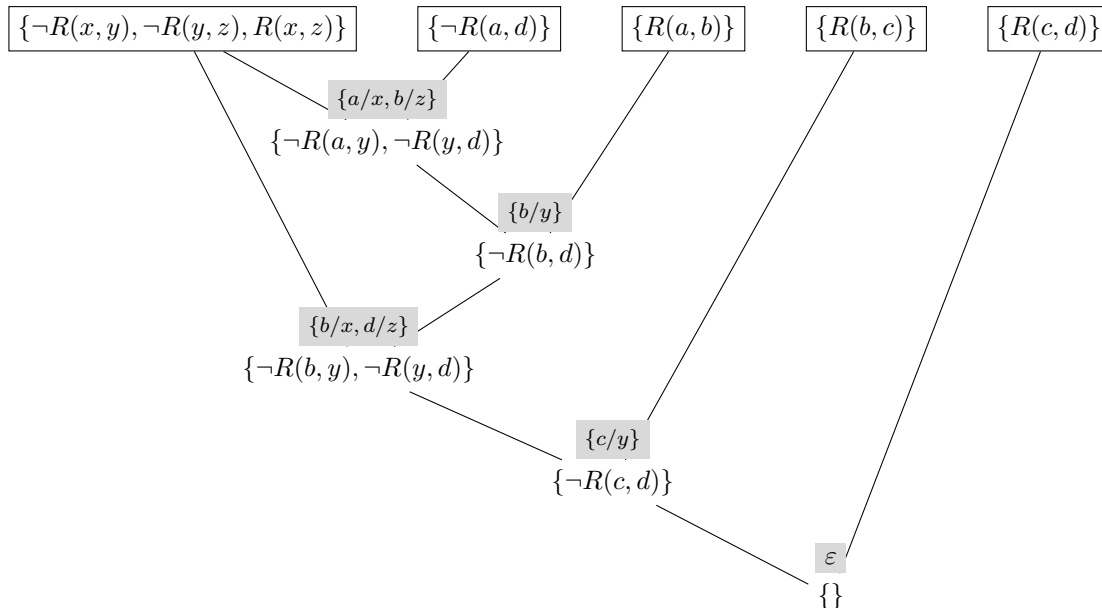 {¬R(x, y), ¬R(y, z), R(x, z)} {¬R(a, d)} {R(a, b)} {R(b, c)} {R(c, d)}
{a/x, b/z}
{¬R(a, y), ¬R(y, d)}
{b/y}
{¬R(b, d)}
{b/x, d/z}
{¬R(b, y), ¬R(y, d)}
{c/y}
{¬R(c, d)}
ε
{}